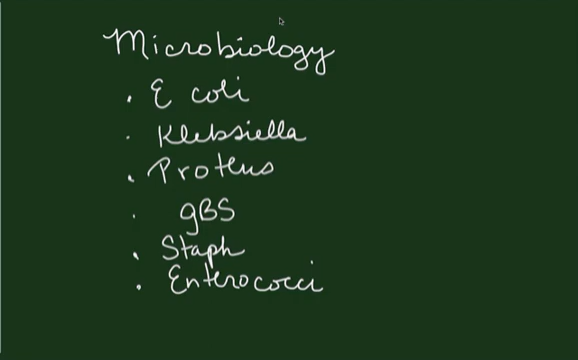 Microbiology
. E coli
. Klebsiella
. Proteus
. gBS
. Staph
. Enterococci